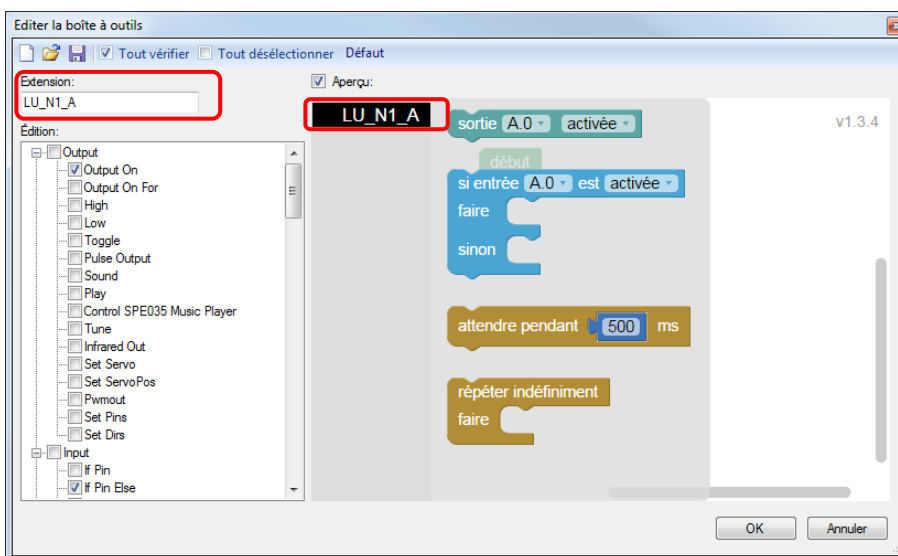 Editer la boîte à outils
Tout vérifier Tout désélectionner Défaut
Extension:
LU_N1_A
Édition:
Output
Output On
Output On For
High
Low
Toggle
Pulse Output
Sound
Play
Control SPE035 Music Player
Tune
Infrared Out
Set Servo
Set ServoPos
Pwmout
Set Pins
Set Dirs
Input
If Pin
If Pin Else
Aperçu:
LU_N1_A
sortie A.0 activée
v1.3.4
début
si entrée A.0 est activée
faire
sinon
attendre pendant 500 ms
répéter indéfiniment
faire
OK Annuler